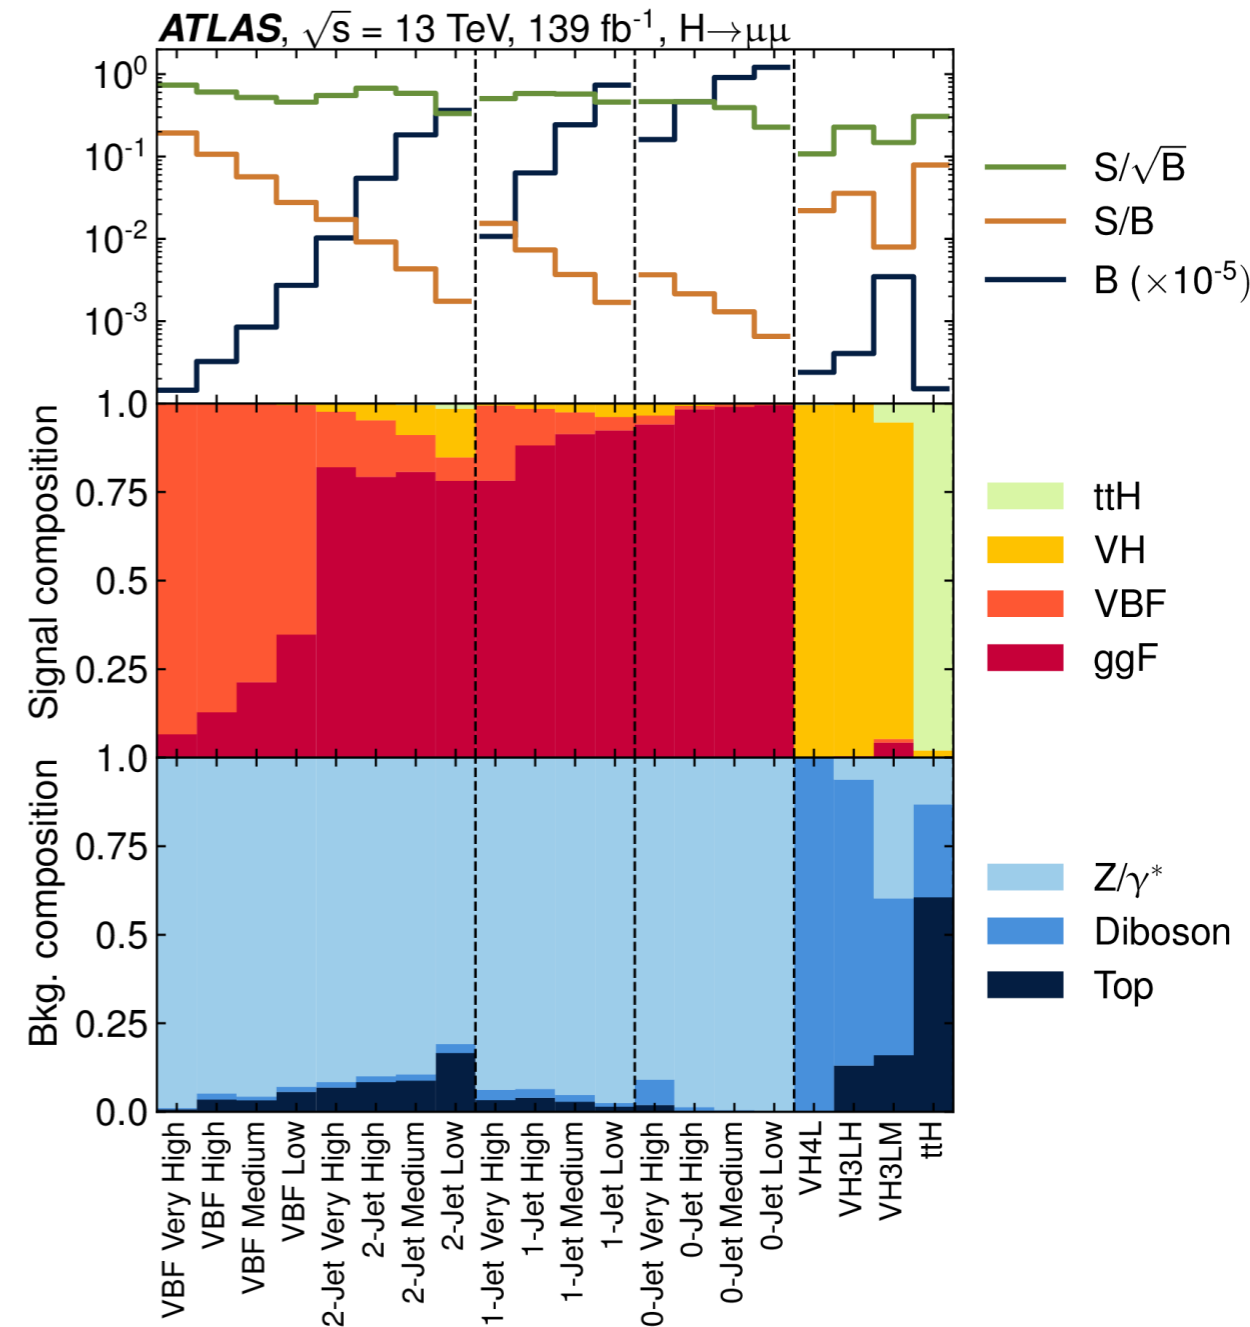 ATLAS, √s = 13 TeV, 139 fb⁻¹, H→μμ
10⁰
10⁻¹
10⁻²
10⁻³
S/√B
S/B
B (×10⁻⁵)
Signal composition
1.0
0.75
0.5
0.25
ttH
VH
VBF
ggF
Bkg. composition
1.0
0.75
0.5
0.25
0.0
Z/γ*
Diboson
Top
VBF Very High
VBF High
VBF Medium
VBF Low
2-Jet Very High
2-Jet High
2-Jet Medium
2-Jet Low
1-Jet Very High
1-Jet High
1-Jet Medium
1-Jet Low
0-Jet Very High
0-Jet High
0-Jet Medium
0-Jet Low
VH4L
VH3LH
VH3LM
ttH